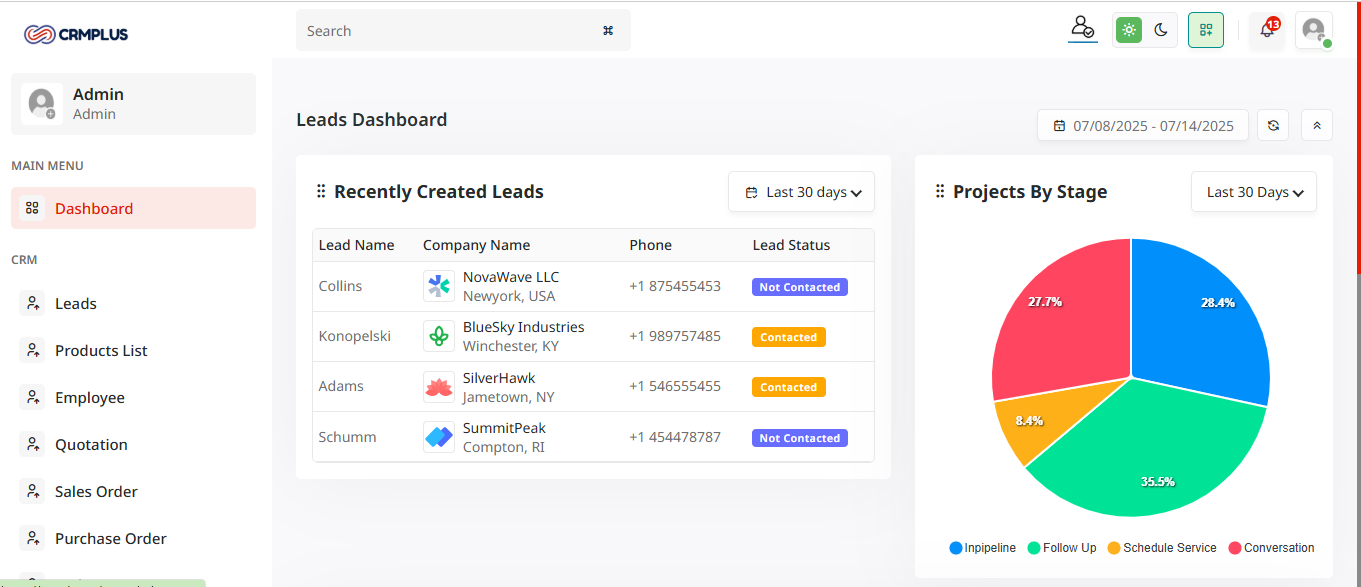 CRMPLUS
Search ⌘
13
Admin
Admin
MAIN MENU
Dashboard
CRM
Leads
Products List
Employee
Quotation
Sales Order
Purchase Order
Leads Dashboard
07/08/2025 - 07/14/2025
Recently Created Leads
Last 30 days
Lead Name Company Name Phone Lead Status
Collins NovaWave LLC +1 875455453 Not Contacted
Newyork, USA
Konopelski BlueSky Industries +1 989757485 Contacted
Winchester, KY
Adams SilverHawk +1 546555455 Contacted
Jametown, NY
Schumm SummitPeak +1 454478787 Not Contacted
Compton, RI
Projects By Stage
Last 30 Days
27.7%
28.4%
8.4%
35.5%
Inpipeline Follow Up Schedule Service Conversation